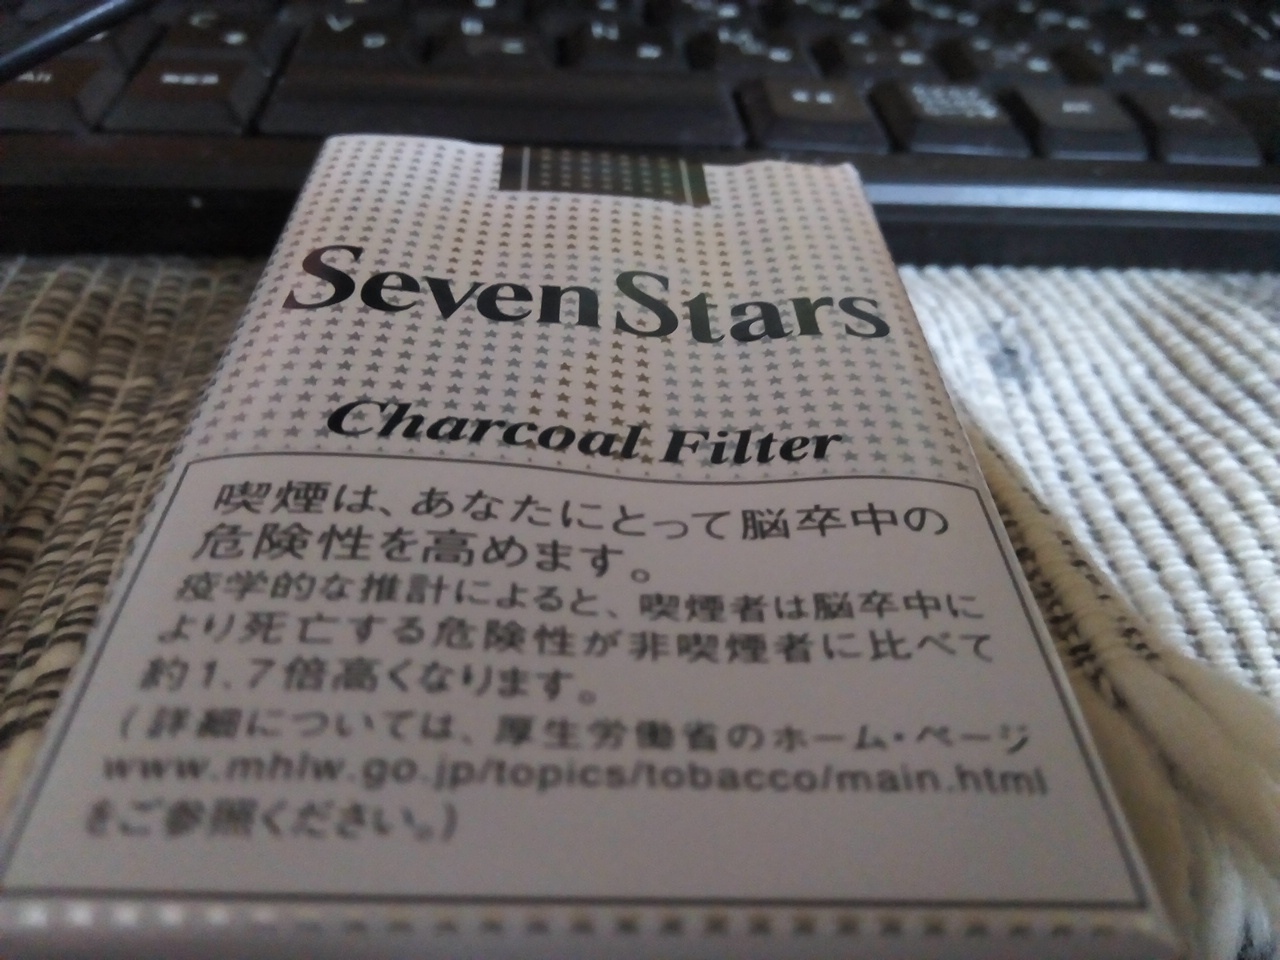 C
V
B
N
Seven Stars
Charcoal Filter
喫煙は、あなたにとって脳卒中の
危険性を高めます。
疫学的な推計によると、喫煙者は脳卒中に
より死亡する危険性が非喫煙者に比べて
約1.7倍高くなります。
(詳細については、厚生労働省のホーム・ページ
www.mhlw.go.jp/topics/tobacco/main.html
をご参照ください。)